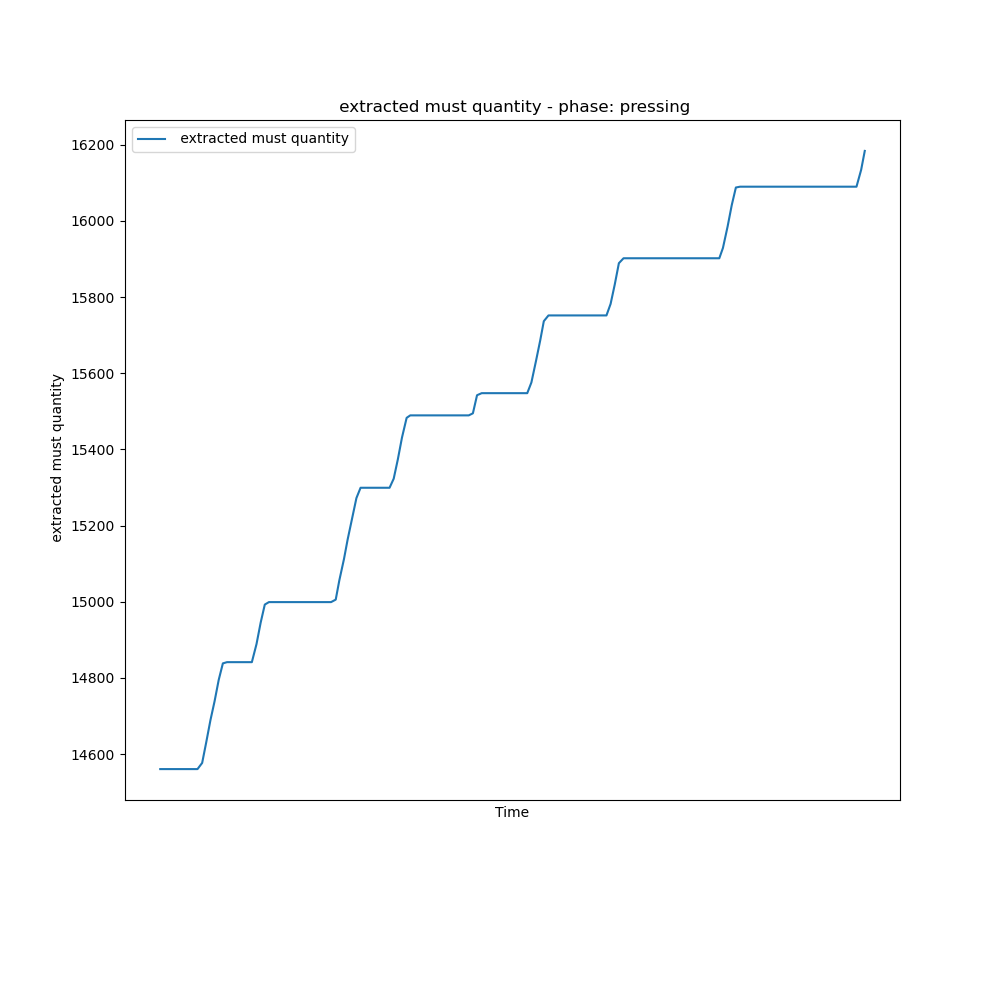 extracted must quantity - phase: pressing
extracted must quantity
16200
16000
15800
15600
15400
15200
15000
14800
14600
extracted must quantity
Time